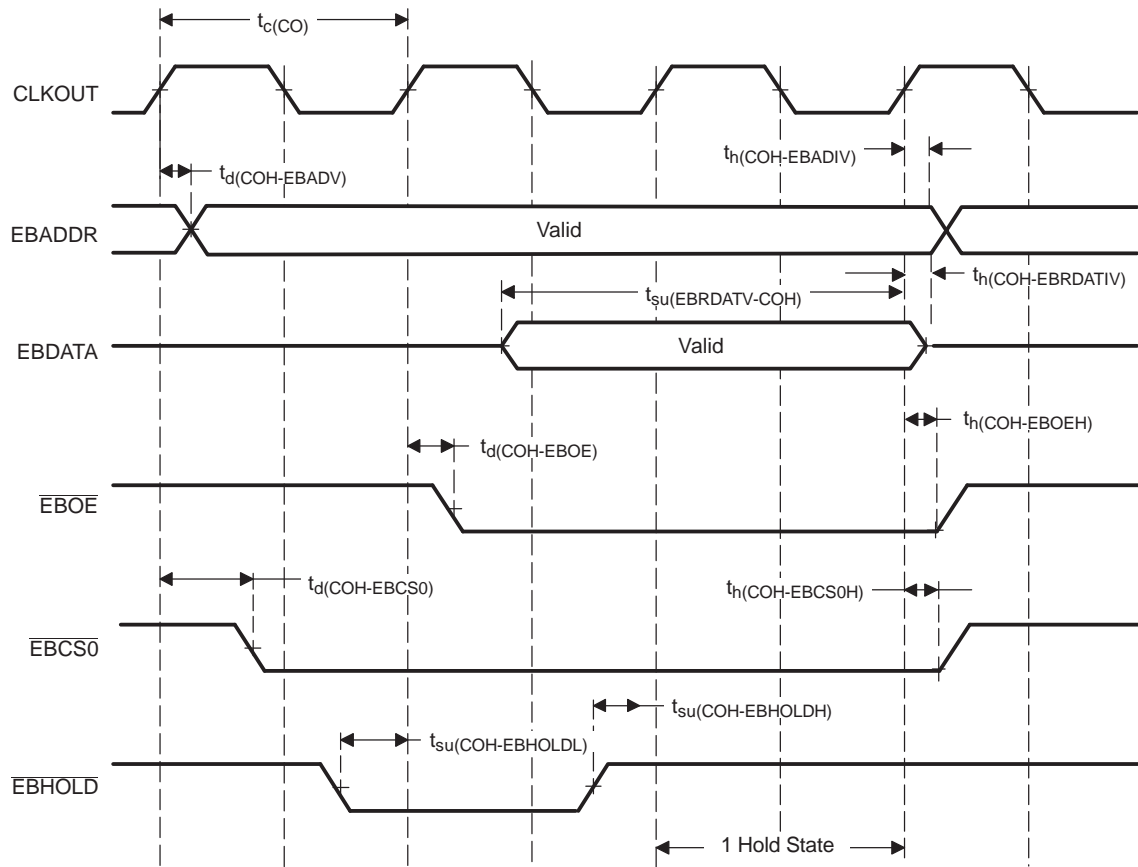 tc(CO)
CLKOUT
th(COH-EBADIV)
td(COH-EBADV)
EBADDR
Valid
th(COH-EBRDATIV)
tsu(EBRDATV-COH)
EBDATA
Valid
th(COH-EBOEH)
td(COH-EBOE)
EBOE
td(COH-EBCS0)
th(COH-EBCS0H)
EBCS0
tsu(COH-EBHOLDH)
tsu(COH-EBHOLDL)
EBHOLD
1 Hold State